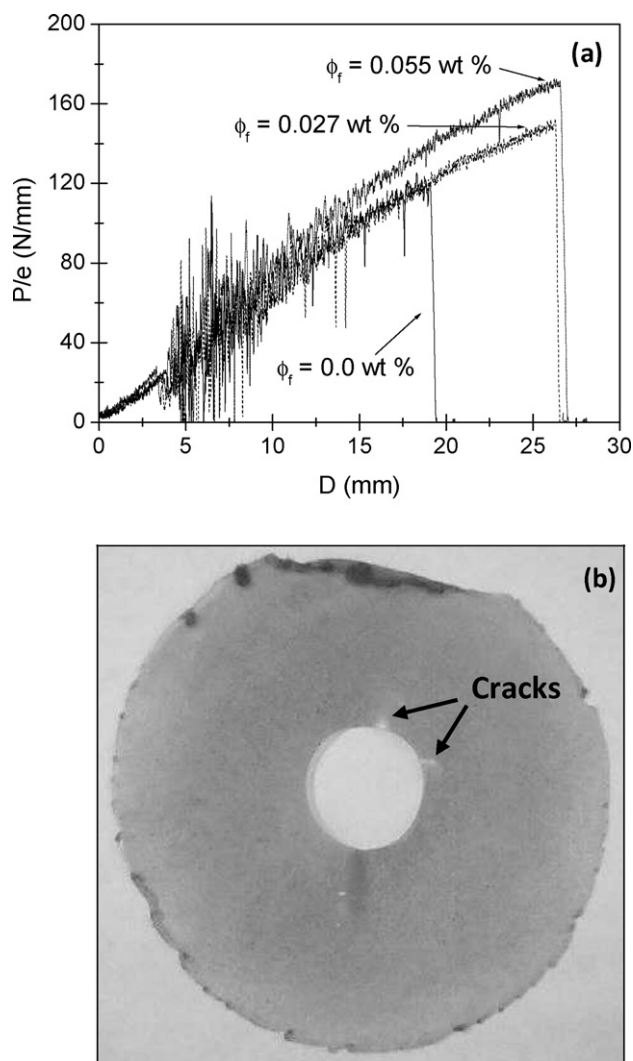 200
(a)
ϕf = 0.055 wt %
160
ϕf = 0.027 wt %
120
P/e (N/mm)
80
40
ϕf = 0.0 wt %
0
0 5 10 15 20 25 30
D (mm)
(b)
Cracks